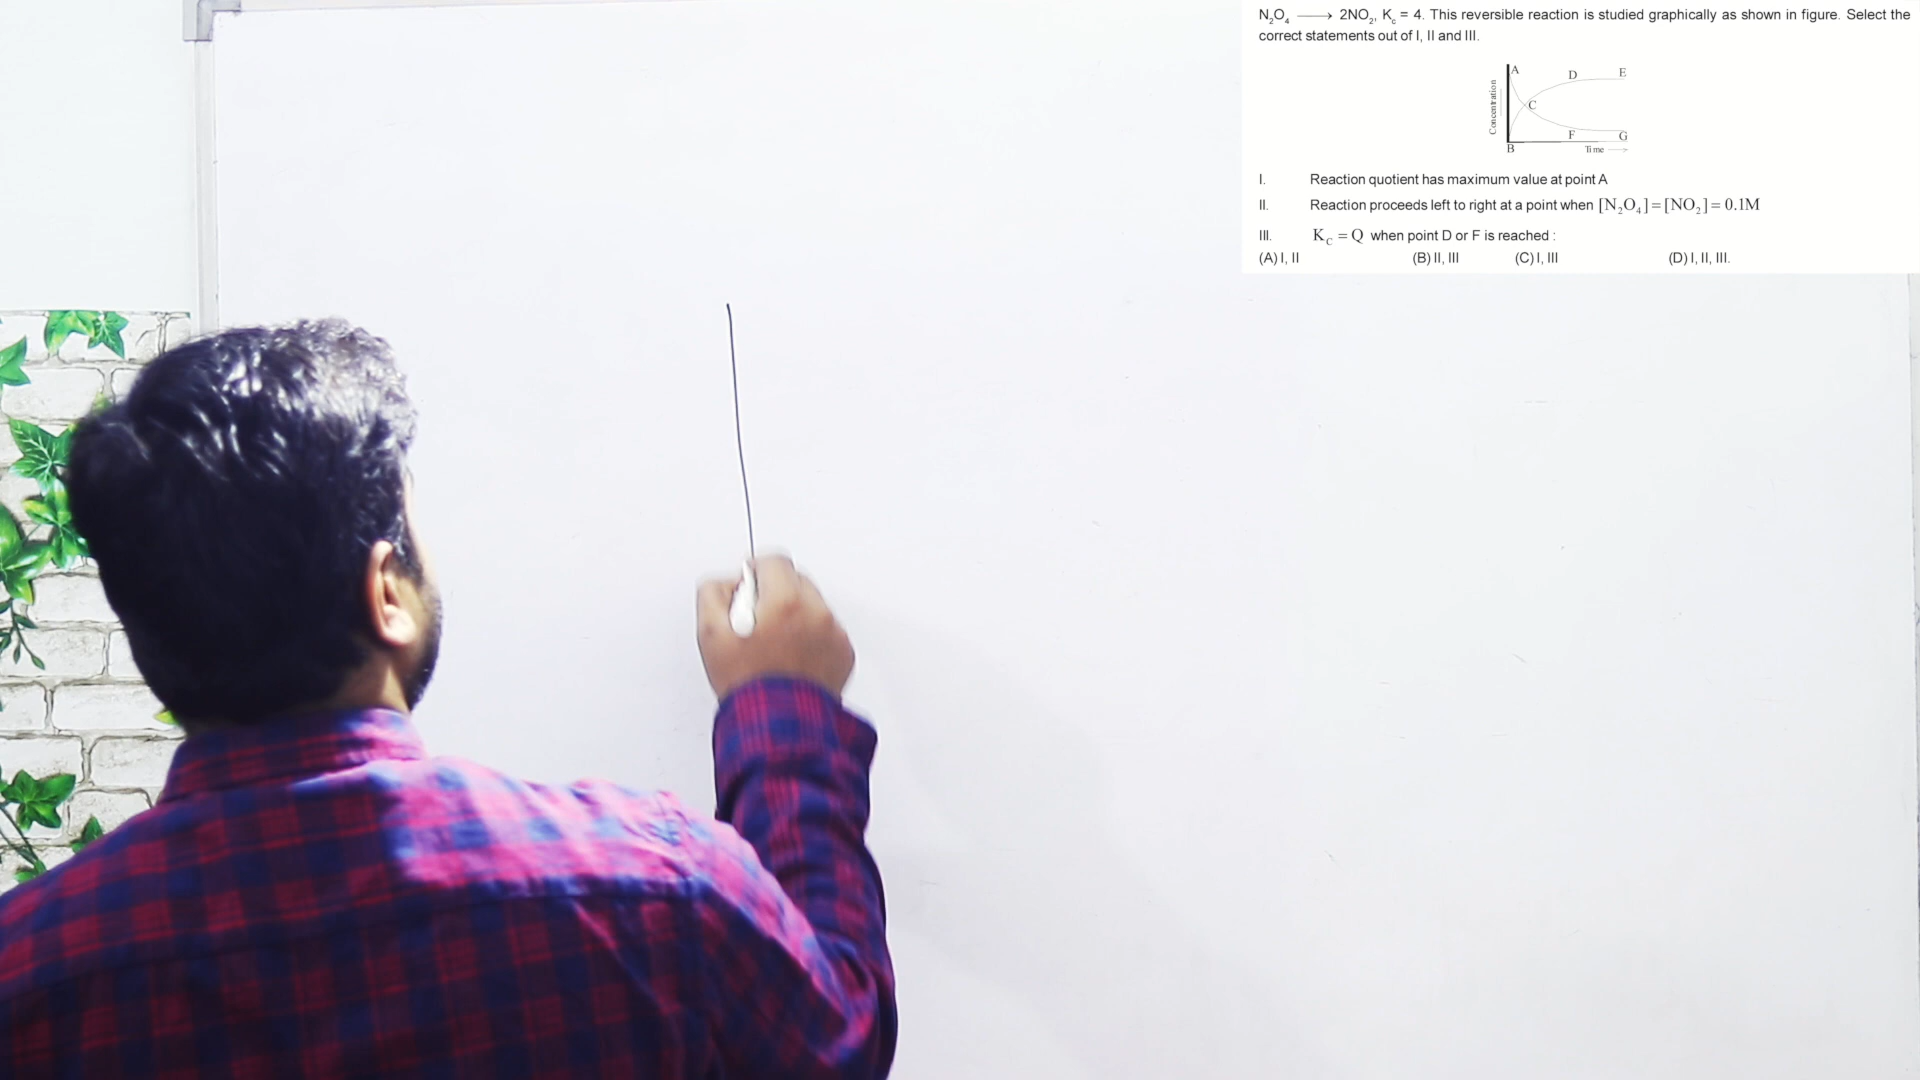 N₂O₄ ⟶ 2NO₂, K꜀ = 4. This reversible reaction is studied graphically as shown in figure. Select the
correct statements out of I, II and III.
A
D
E
Concentration
C
F
G
B
Time →
I. Reaction quotient has maximum value at point A
II. Reaction proceeds left to right at a point when [N₂O₄] = [NO₂] = 0.1M
III. K_C = Q when point D or F is reached :
(A) I, II (B) II, III (C) I, III (D) I, II, III.